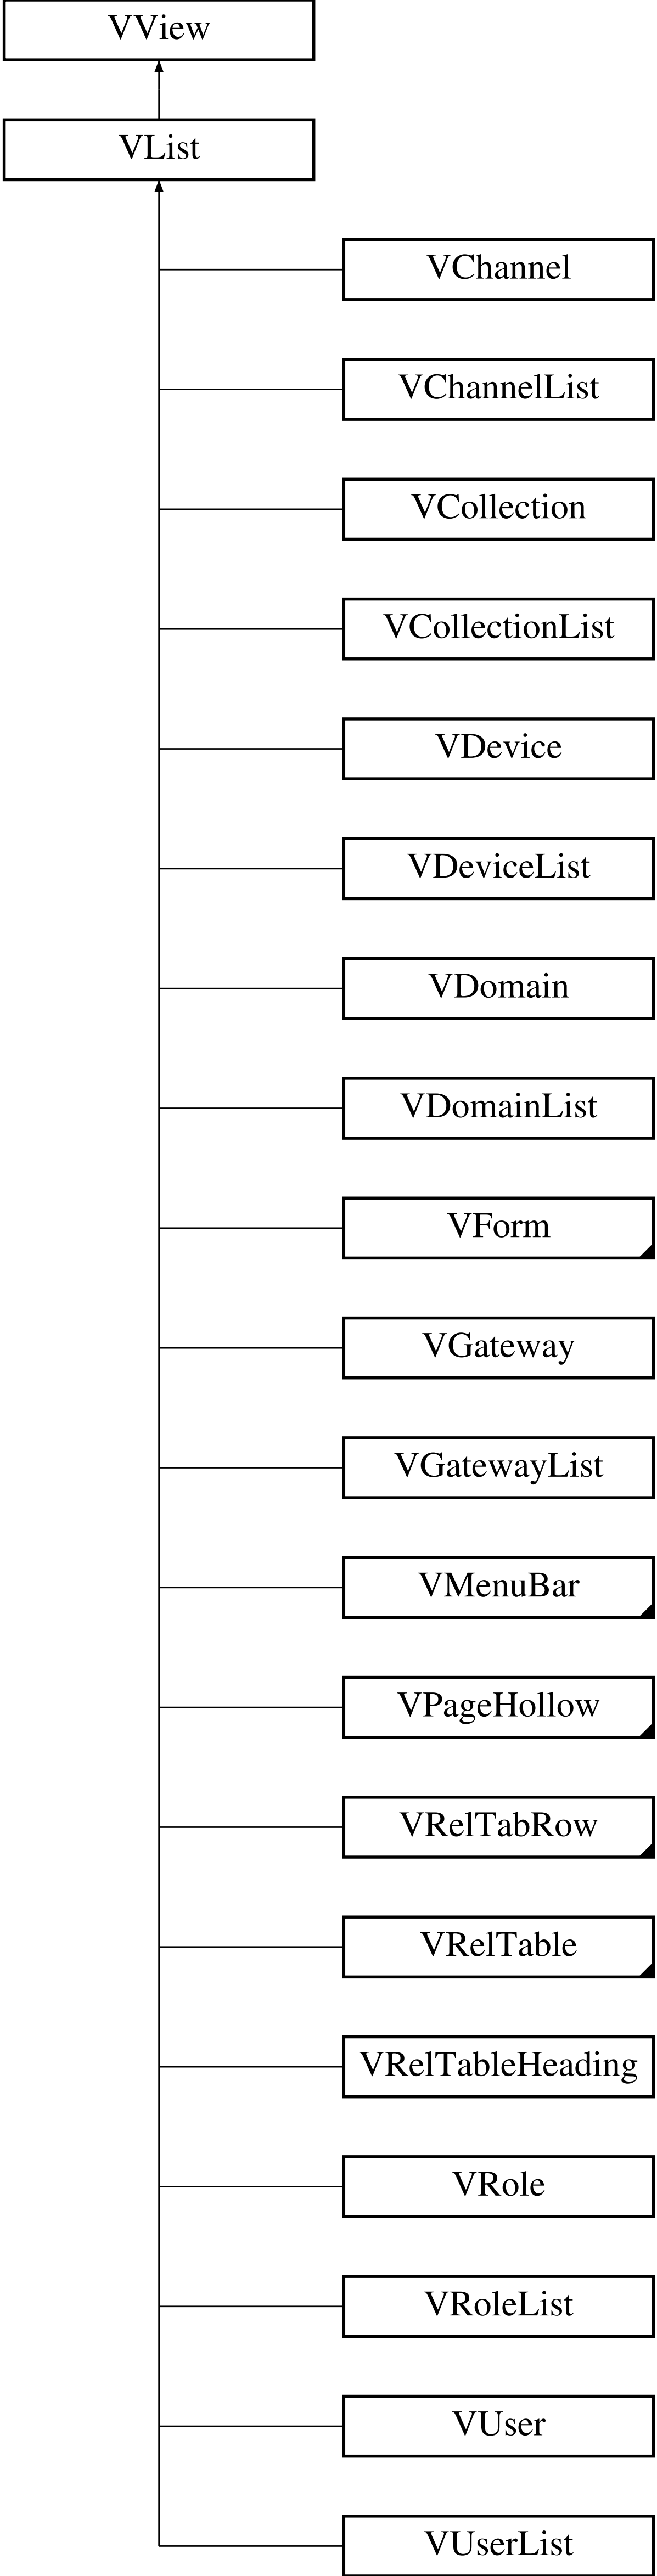 VView
VList
VChannel
VChannelList
VCollection
VCollectionList
VDevice
VDeviceList
VDomain
VDomainList
VForm
VGateway
VGatewayList
VMenuBar
VPageHollow
VRelTabRow
VRelTable
VRelTableHeading
VRole
VRoleList
VUser
VUserList